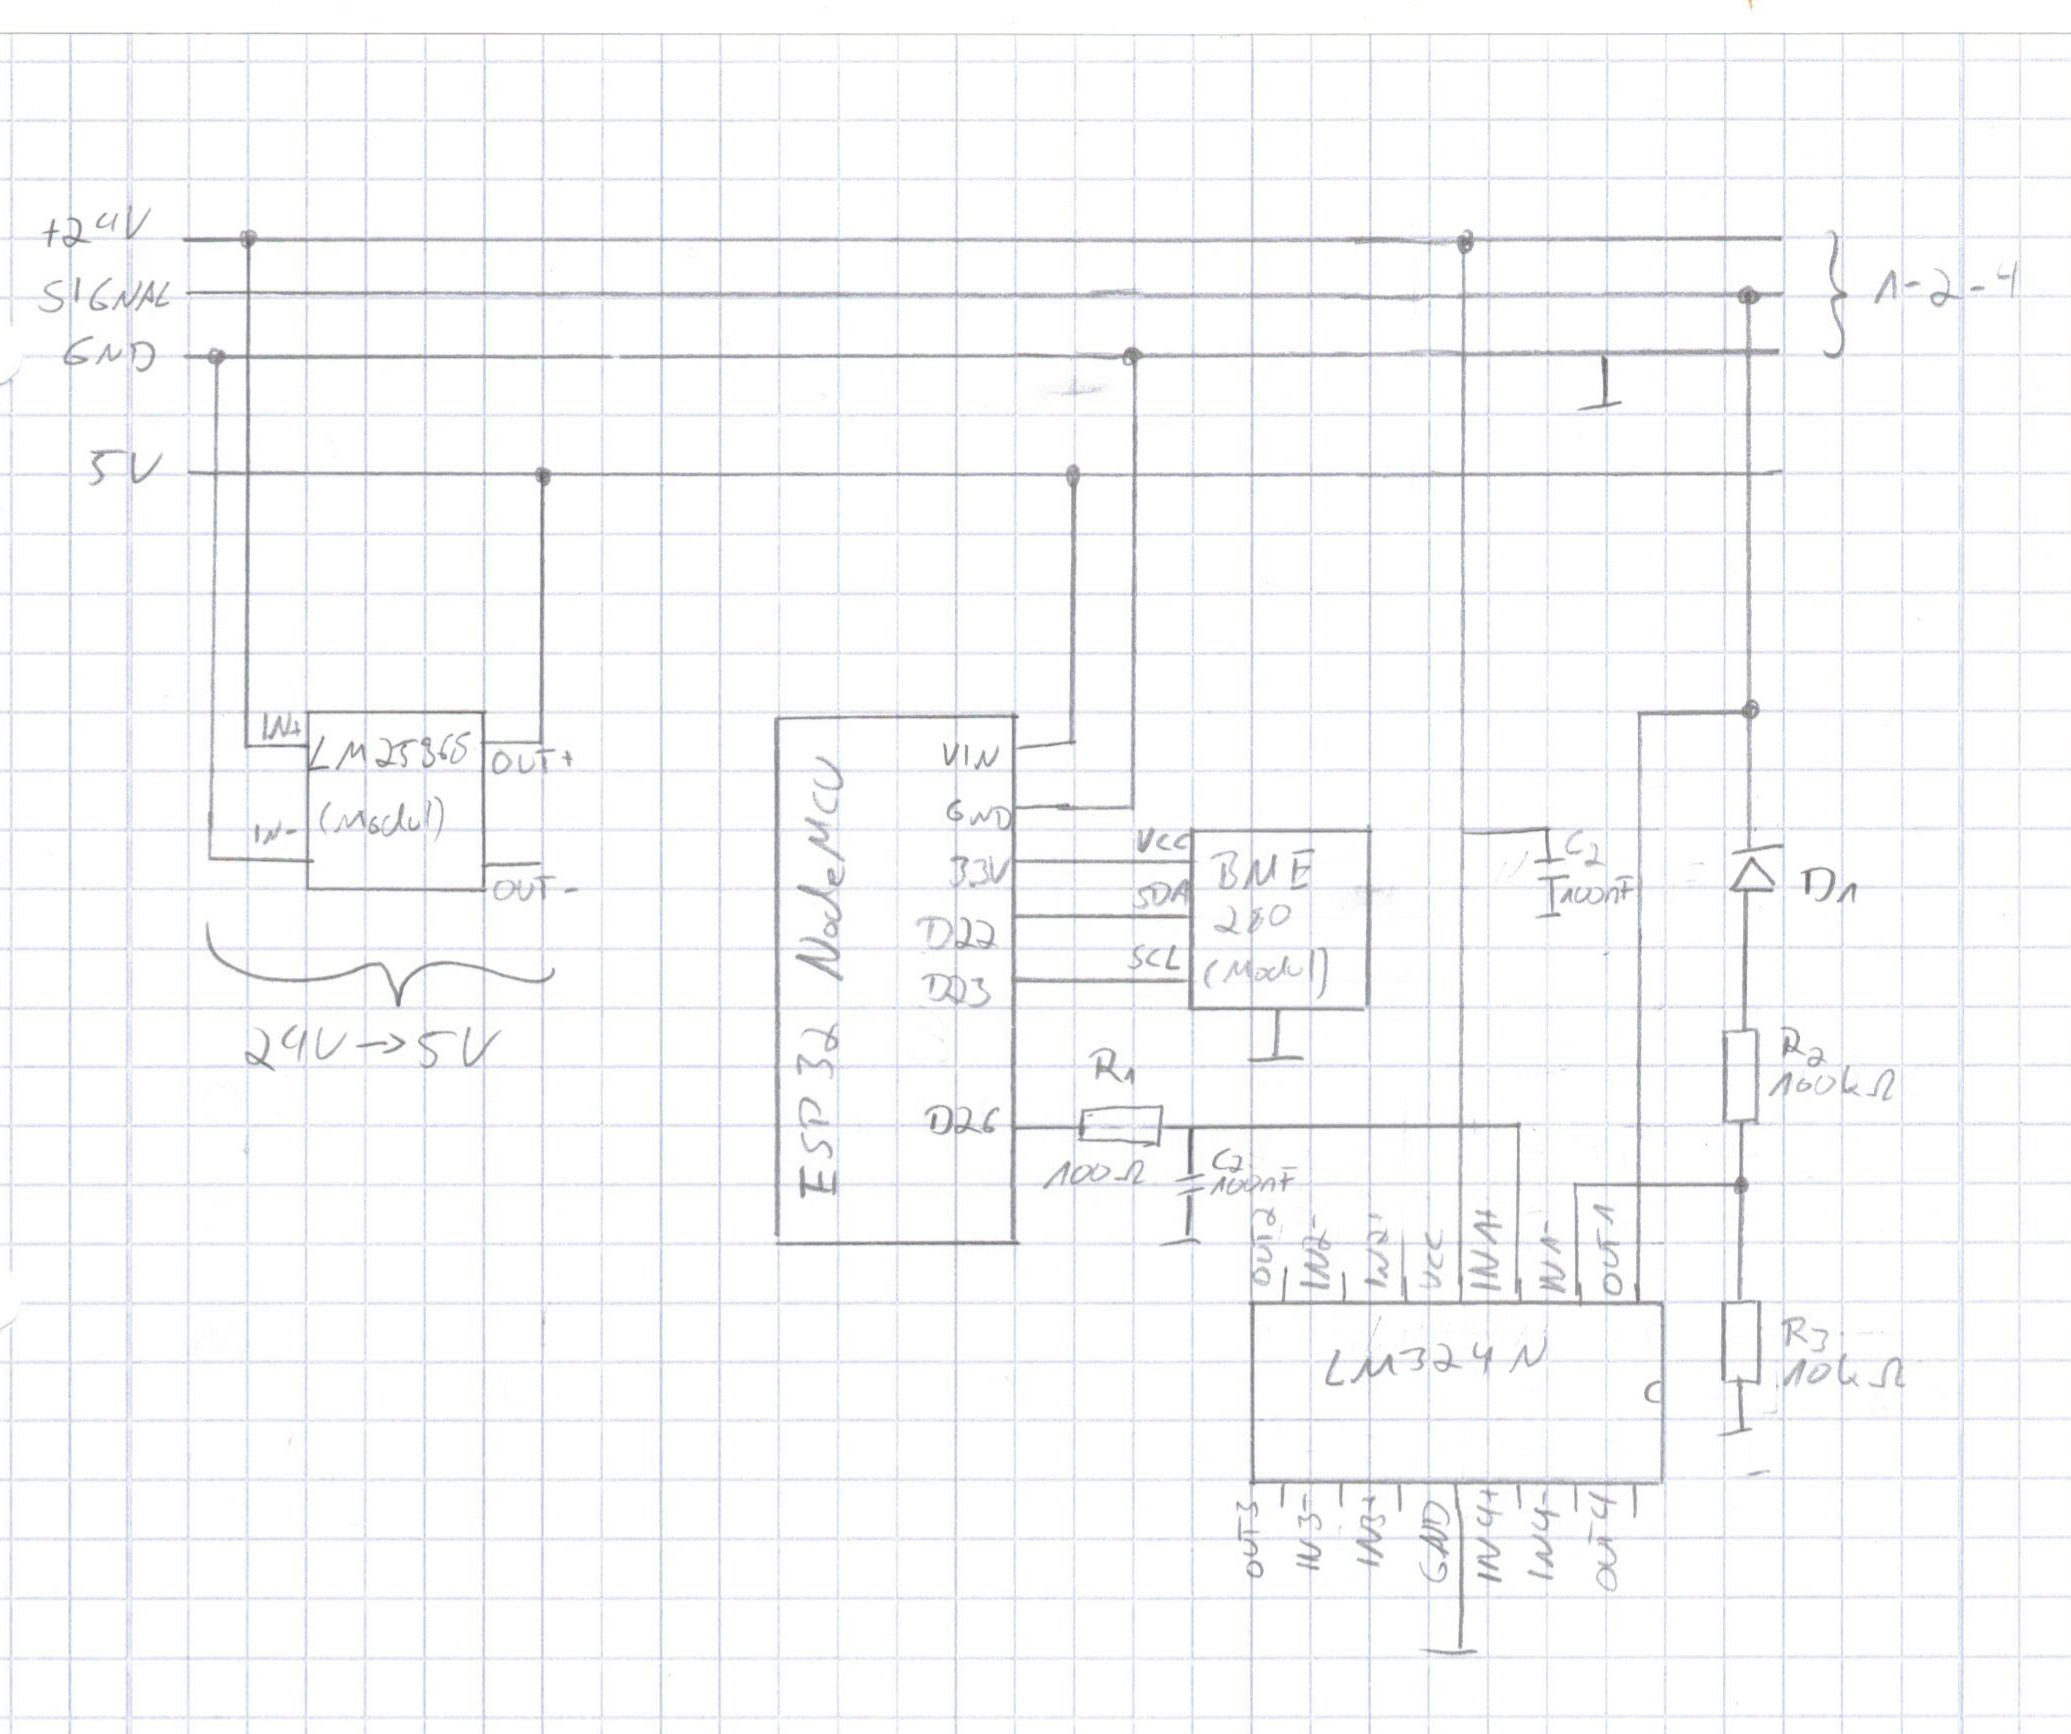 +24V
SIGNAL
GND
1-2-4
5V
IN+
LM2596S
OUT+
(Modul)
IN-
OUT-
24V→5V
ESP32 NodeMCU
VIN
GND
33V
D22
D23
D26
VCC
SDA
SCL
BME
280
(Modul)
C2
100nF
D1
R1
100Ω
C2
100nF
R2
100kΩ
R3
10kΩ
OUT2
IN2-
IN2+
VCC
IN1+
IN1-
OUT1
LM324N
OUT3
IN3-
IN3+
GND
IN4+
IN4-
OUT4